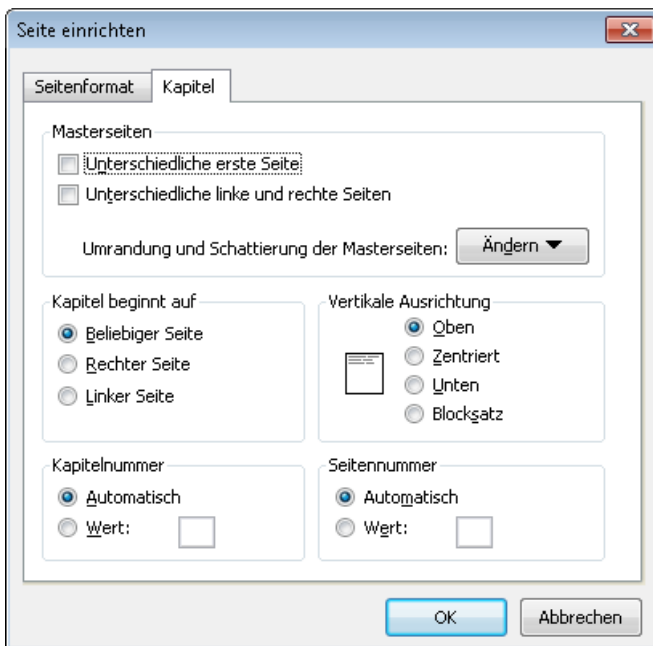 Seite einrichten
Seitenformat
Kapitel
Masterseiten
Unterschiedliche erste Seite
Unterschiedliche linke und rechte Seiten
Umrandung und Schattierung der Masterseiten:
Ändern
Kapitel beginnt auf
Beliebiger Seite
Rechter Seite
Linker Seite
Vertikale Ausrichtung
Oben
Zentriert
Unten
Blocksatz
Kapitelnummer
Automatisch
Wert:
Seitennummer
Automatisch
Wert:
OK
Abbrechen